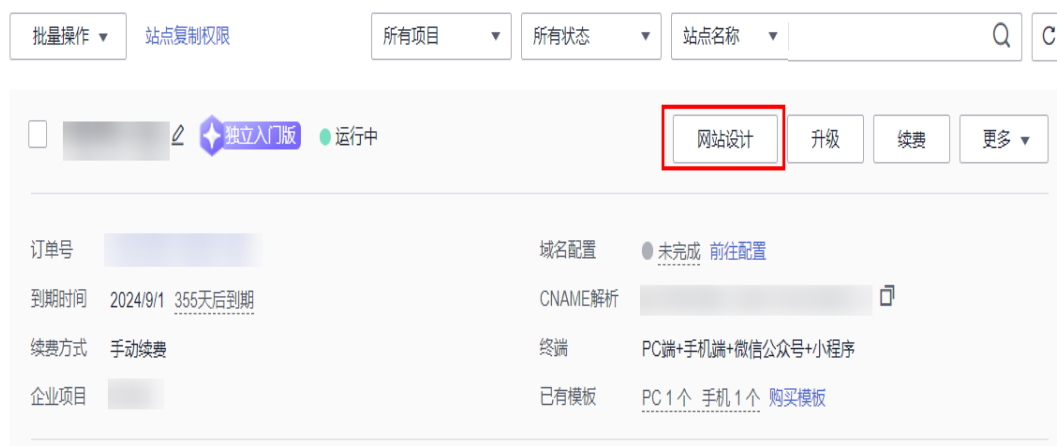 批量操作 站点复制权限 所有项目 所有状态 站点名称
独立入门版 运行中 网站设计 升级 续费 更多
订单号 域名配置 未完成 前往配置
到期时间 2024/9/1 355天后到期 CNAME解析
续费方式 手动续费 终端 PC端+手机端+微信公众号+小程序
企业项目 已有模板 PC 1个 手机 1个 购买模板